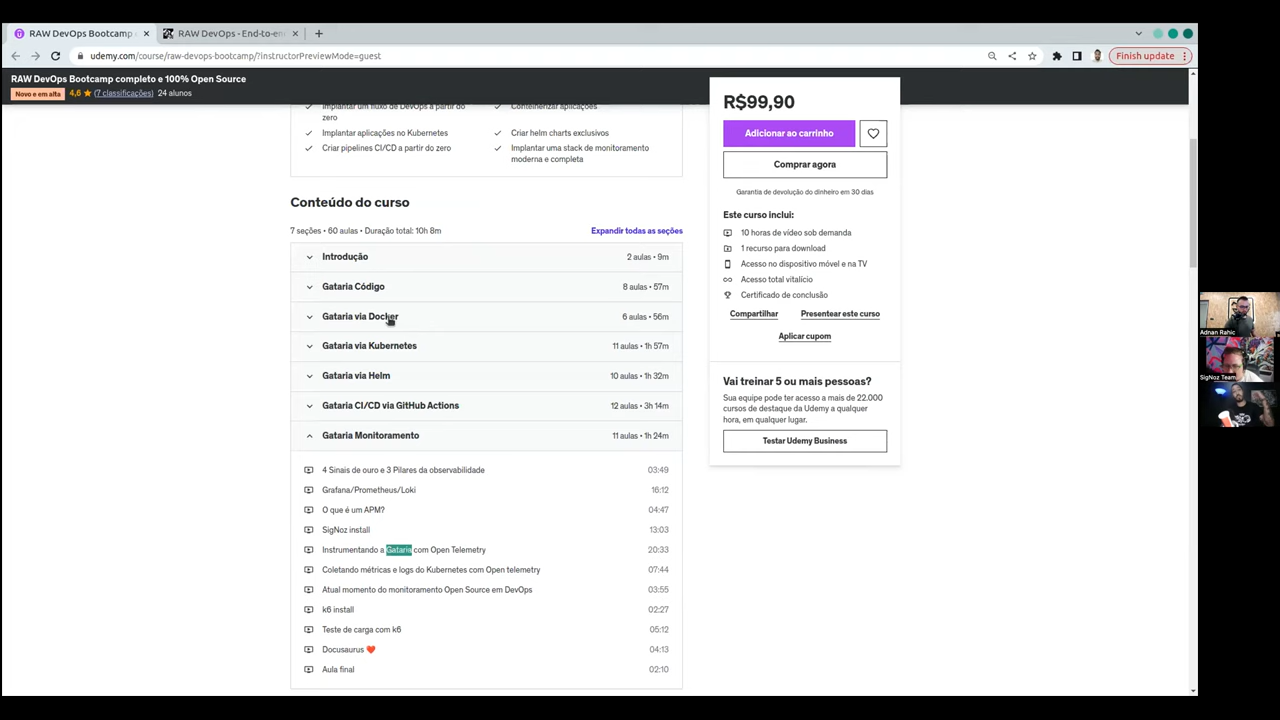 RAW DevOps Bootcamp
RAW DevOps - End-to-en
udemy.com/course/raw-devops-bootcamp/?instructorPreviewMode=guest
Finish update
RAW DevOps Bootcamp completo e 100% Open Source
Novo e em alta 4,6 ★ (7 classificações) 24 alunos
Implantar um fluxo de DevOps a partir do
zero
Conteinerizar aplicações
Implantar aplicações no Kubernetes
Criar helm charts exclusivos
Criar pipelines CI/CD a partir do zero
Implantar uma stack de monitoramento
moderna e completa
Conteúdo do curso
7 seções • 60 aulas • Duração total: 10h 8m
Expandir todas as seções
Introdução 2 aulas • 9m
Gataria Código 8 aulas • 57m
Gataria via Docker 6 aulas • 56m
Gataria via Kubernetes 11 aulas • 1h 57m
Gataria via Helm 10 aulas • 1h 32m
Gataria CI/CD via GitHub Actions 12 aulas • 3h 14m
Gataria Monitoramento 11 aulas • 1h 24m
4 Sinais de ouro e 3 Pilares da observabilidade 03:49
Grafana/Prometheus/Loki 16:12
O que é um APM? 04:47
SigNoz install 13:03
Instrumentando a Gataria com Open Telemetry 20:33
Coletando métricas e logs do Kubernetes com Open telemetry 07:44
Atual momento do monitoramento Open Source em DevOps 03:55
k6 install 02:27
Teste de carga com k6 05:12
Docusaurus ❤️ 04:13
Aula final 02:10
R$99,90
Adicionar ao carrinho
Comprar agora
Garantia de devolução do dinheiro em 30 dias
Este curso inclui:
10 horas de vídeo sob demanda
1 recurso para download
Acesso no dispositivo móvel e na TV
Acesso total vitalício
Certificado de conclusão
Compartilhar
Presentear este curso
Aplicar cupom
Vai treinar 5 ou mais pessoas?
Sua equipe pode ter acesso a mais de 22.000
cursos de destaque da Udemy a qualquer
hora, em qualquer lugar.
Testar Udemy Business
Adnan Rahic
SigNoz Team